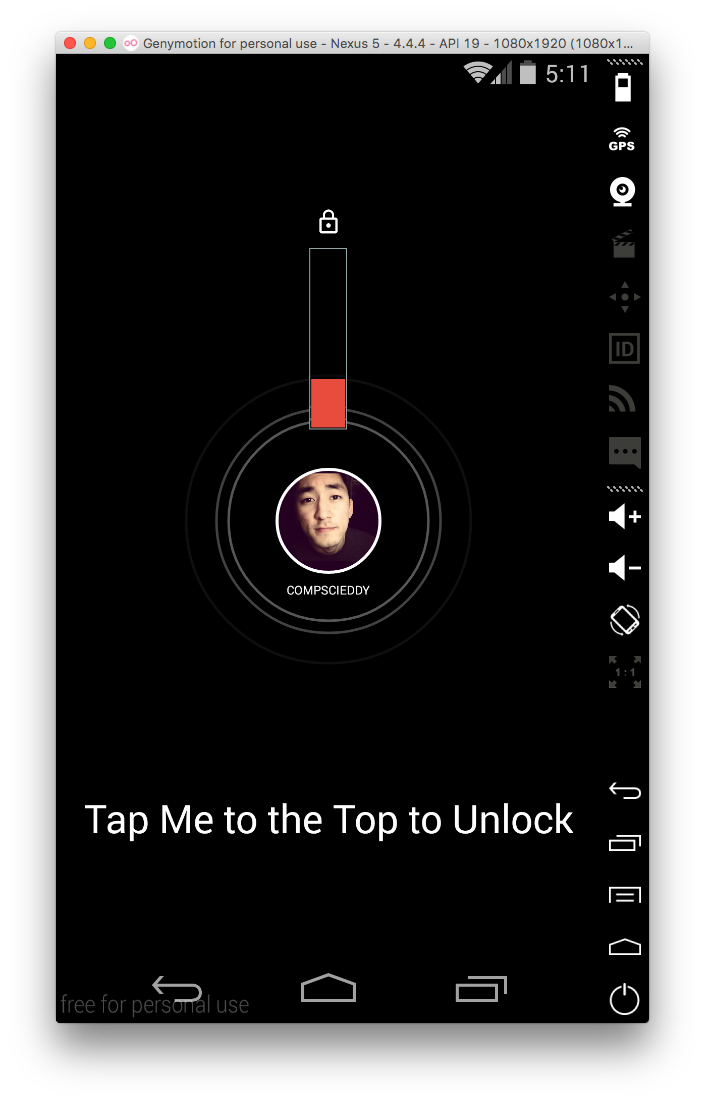 Genymotion for personal use - Nexus 5 - 4.4.4 - API 19 - 1080x1920 (1080x1...
5:11
GPS
ID
COMPSCIEDDY
1:1
Tap Me to the Top to Unlock
free for personal use